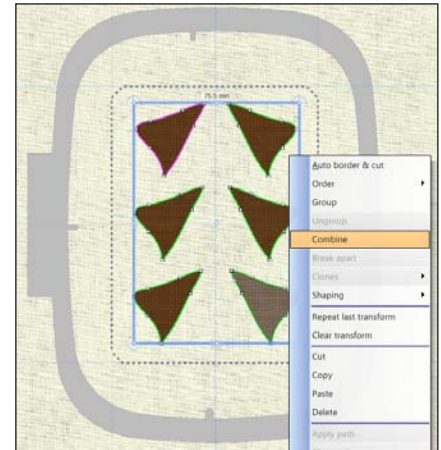 75.5 mm
Auto border & cut
Order
Group
Ungroup
Combine
Break apart
Clones
Shaping
Repeat last transform
Clear transform
Cut
Copy
Paste
Delete
Apply path